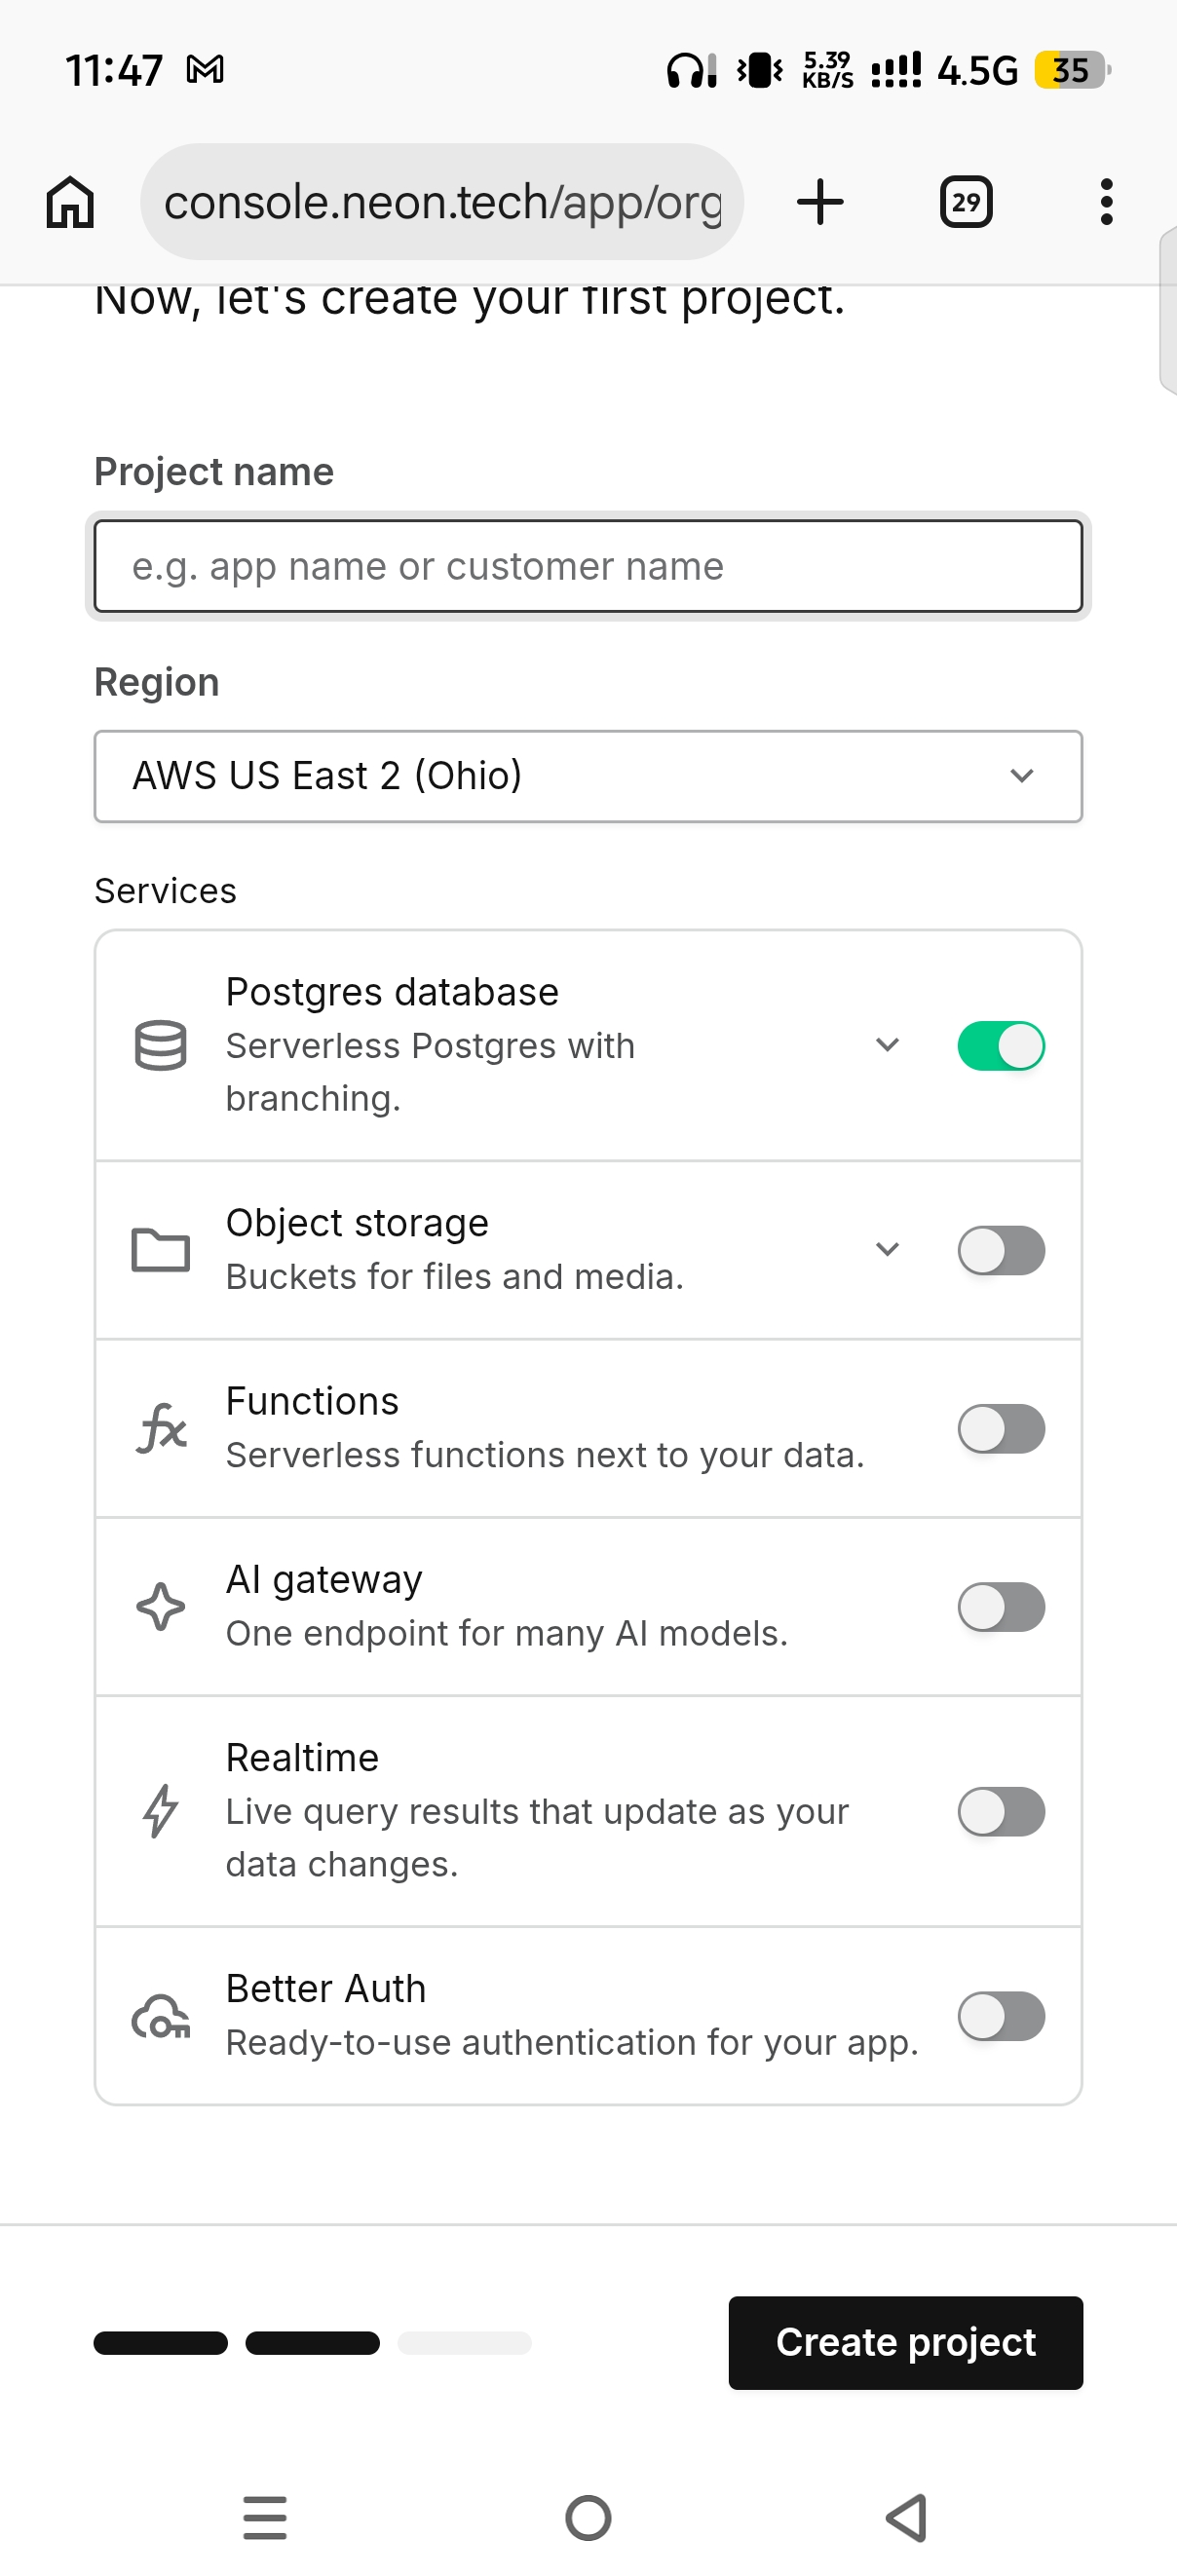 11:47
5.39
KB/S
4.5G
35
console.neon.tech/app/org
29
Now, let's create your first project.
Project name
e.g. app name or customer name
Region
AWS US East 2 (Ohio)
Services
Postgres database
Serverless Postgres with
branching.
Object storage
Buckets for files and media.
Functions
Serverless functions next to your data.
AI gateway
One endpoint for many AI models.
Realtime
Live query results that update as your
data changes.
Better Auth
Ready-to-use authentication for your app.
Create project